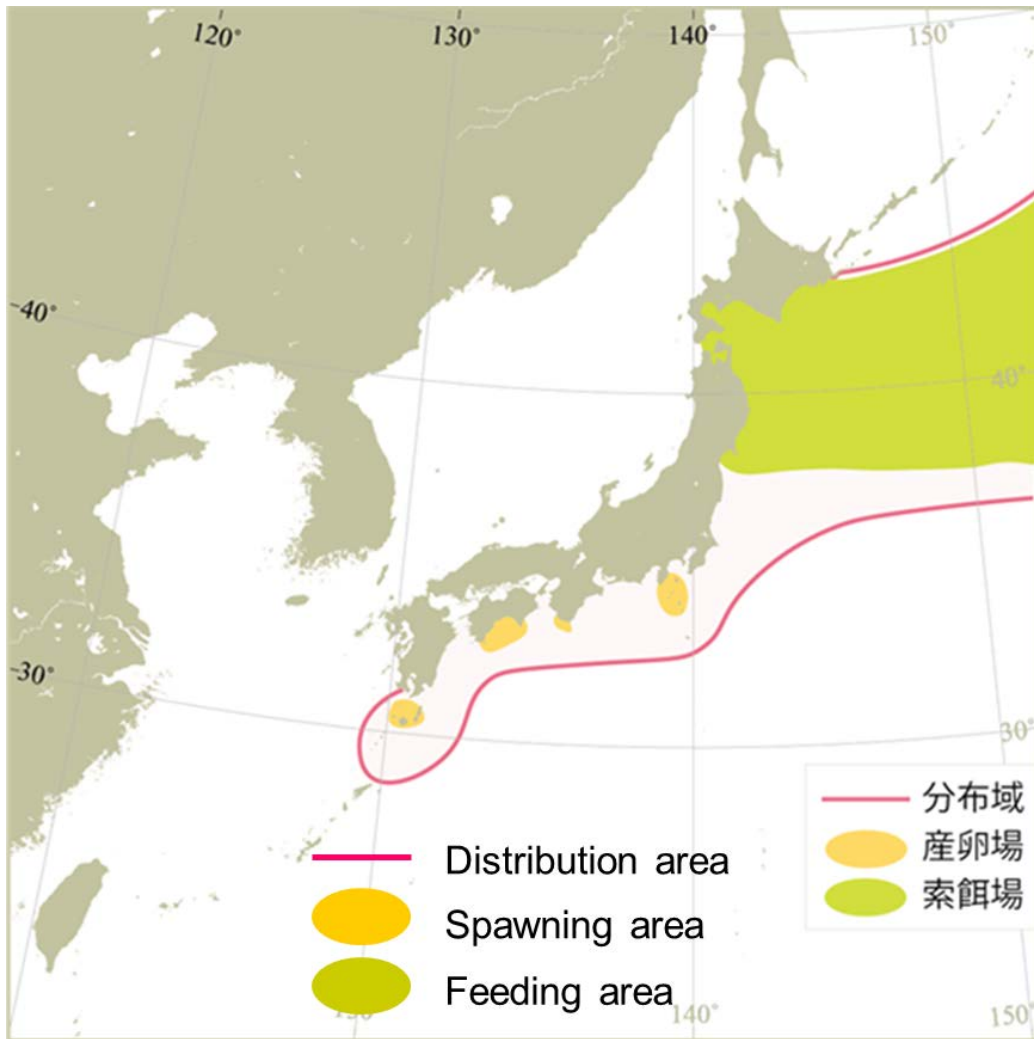 120°
130°
140°
150°
40°
40°
30°
30°
分布域
産卵場
索餌場
Distribution area
Spawning area
Feeding area
140°
150°